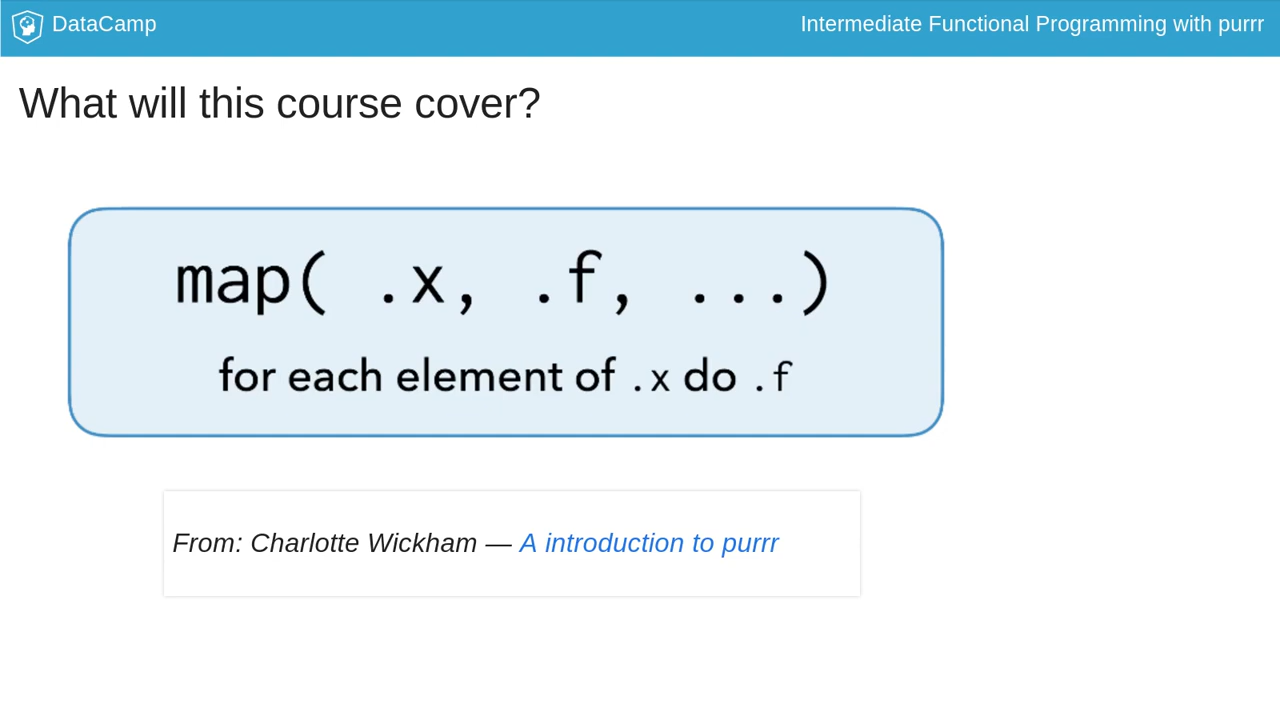 DataCamp
Intermediate Functional Programming with purrr
What will this course cover?
map( .x, .f, ...)
for each element of .x do .f
From: Charlotte Wickham — A introduction to purrr